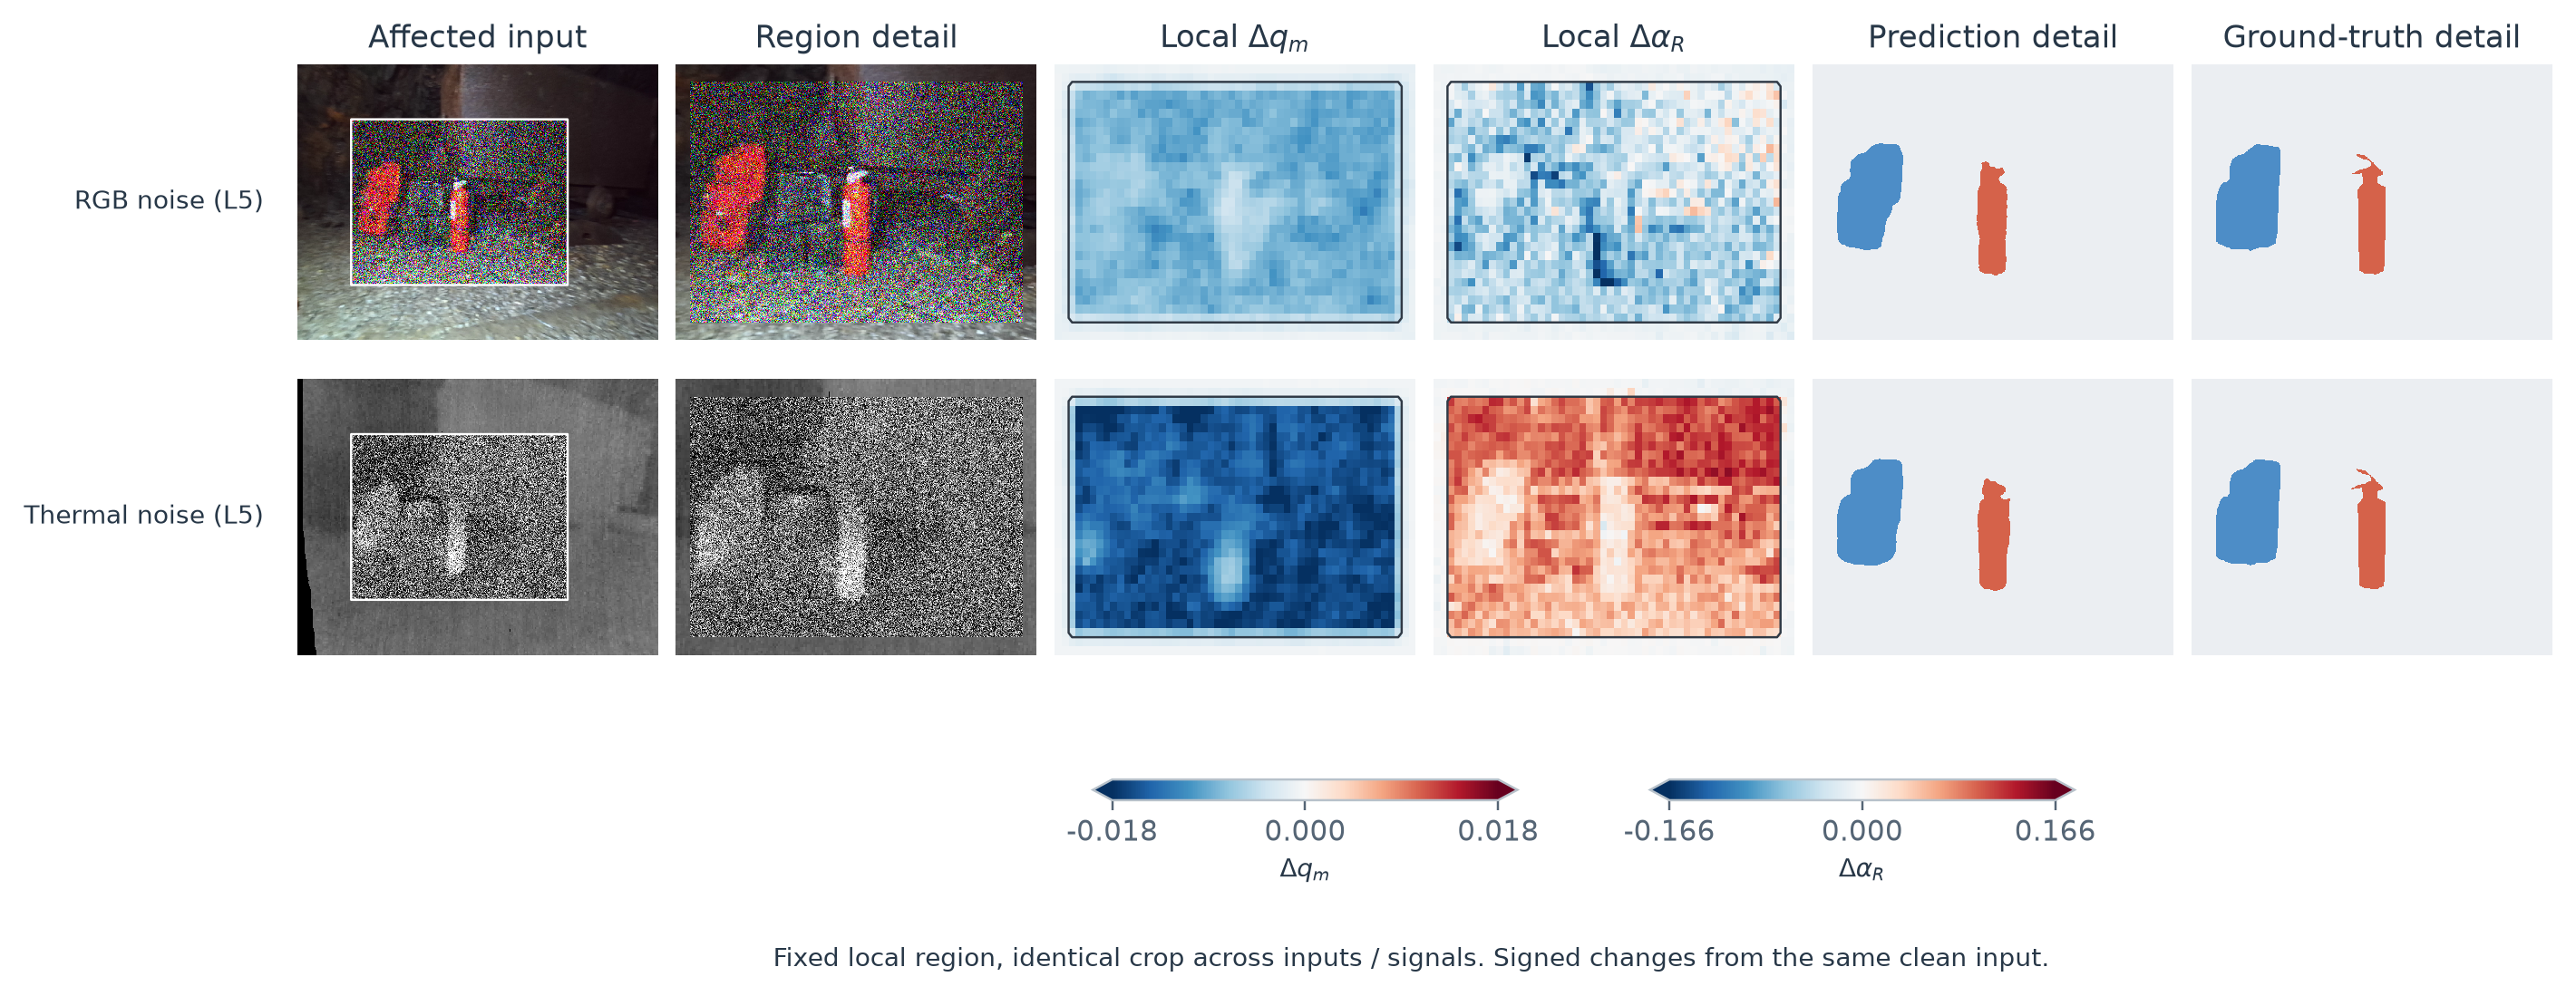 Affected input Region detail Local Δqₘ Local Δα_R Prediction detail Ground-truth detail
RGB noise (L5)
Thermal noise (L5)
-0.018 0.000 0.018 -0.166 0.000 0.166
Δqₘ Δα_R
Fixed local region, identical crop across inputs / signals. Signed changes from the same clean input.